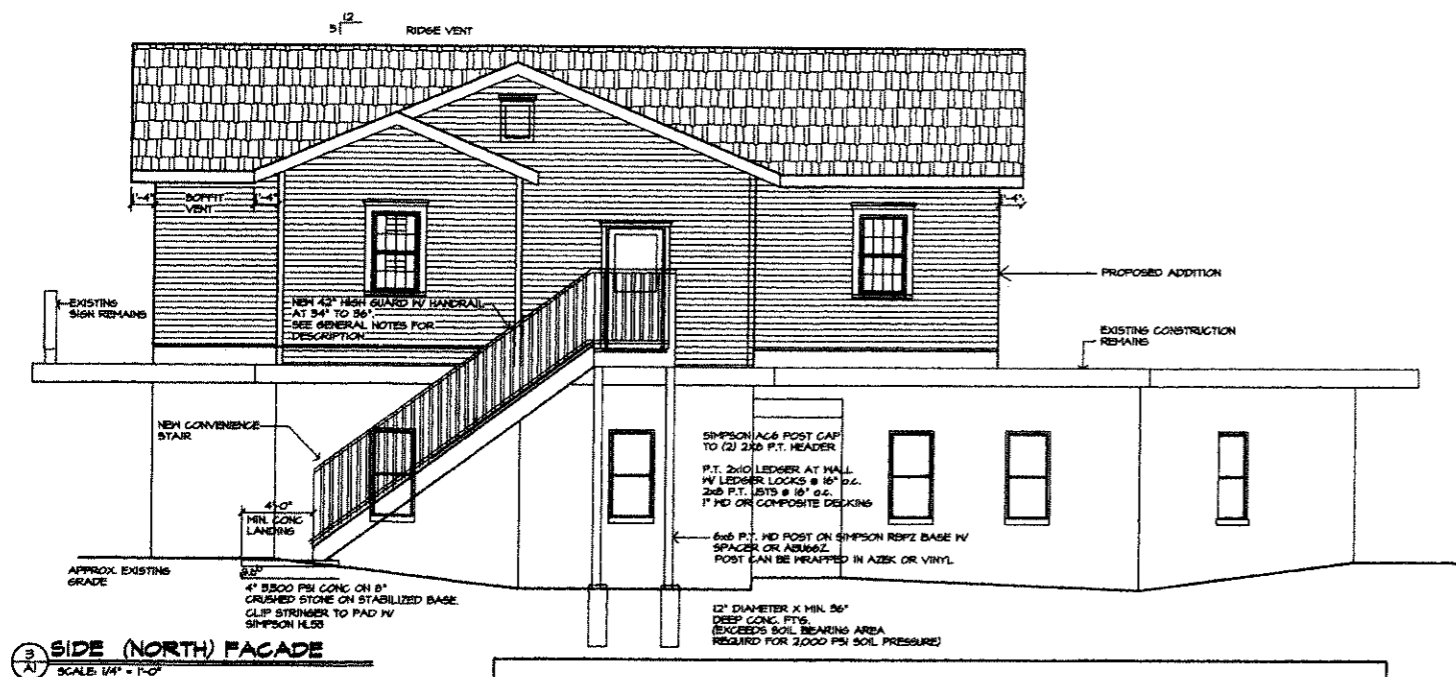 12
5
RIDGE VENT
1'-4"
SOFFIT
VENT
1'-4"
1'-4"
EXISTING
SIGN REMAINS
NEW 42" HIGH GUARD W/ HANDRAIL
AT 34" TO 36".
SEE GENERAL NOTES FOR
DESCRIPTION
PROPOSED ADDITION
EXISTING CONSTRUCTION
REMAINS
NEW CONVENIENCE
STAIR
SIMPSON AC6 POST CAP
TO (2) 2X8 P.T. HEADER
P.T. 2x10 LEDGER AT WALL
W/ LEDGER LOCKS @ 16" o.c.
2x8 P.T. JSTS @ 16" o.c.
1" WD OR COMPOSITE DECKING
4'-0"
MIN. CONC
LANDING
6x6 P.T. WD POST ON SIMPSON BASE W/
SPACER OR ABU66Z
POST CAN BE WRAPPED IN AZEK OR VINYL
APPROX. EXISTING
GRADE
4" 3,500 PSI CONC ON 8"
CRUSHED STONE ON STABILIZED BASE.
CLIP STRINGER TO PAD W/
SIMPSON
12" DIAMETER X MIN. 36"
DEEP CONC. FTG.
(EXCEEDS SOIL BEARING AREA
REQUIRD FOR 2,000 PSI SOIL PRESSURE)
3
A1
SIDE (NORTH) FACADE
SCALE: 1/4" = 1'-0"